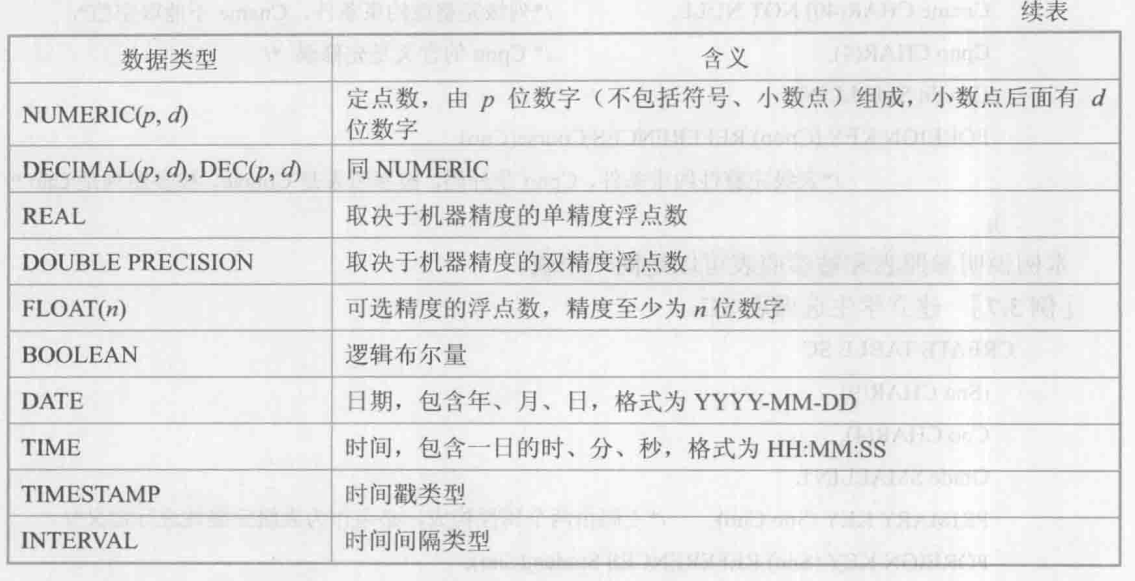 续表
数据类型 含义
NUMERIC(p, d) 定点数，由 p 位数字（不包括符号、小数点）组成，小数点后面有 d
位数字
DECIMAL(p, d), DEC(p, d) 同 NUMERIC
REAL 取决于机器精度的单精度浮点数
DOUBLE PRECISION 取决于机器精度的双精度浮点数
FLOAT(n) 可选精度的浮点数，精度至少为 n 位数字
BOOLEAN 逻辑布尔量
DATE 日期，包含年、月、日，格式为 YYYY-MM-DD
TIME 时间，包含一日的时、分、秒，格式为 HH:MM:SS
TIMESTAMP 时间戳类型
INTERVAL 时间间隔类型